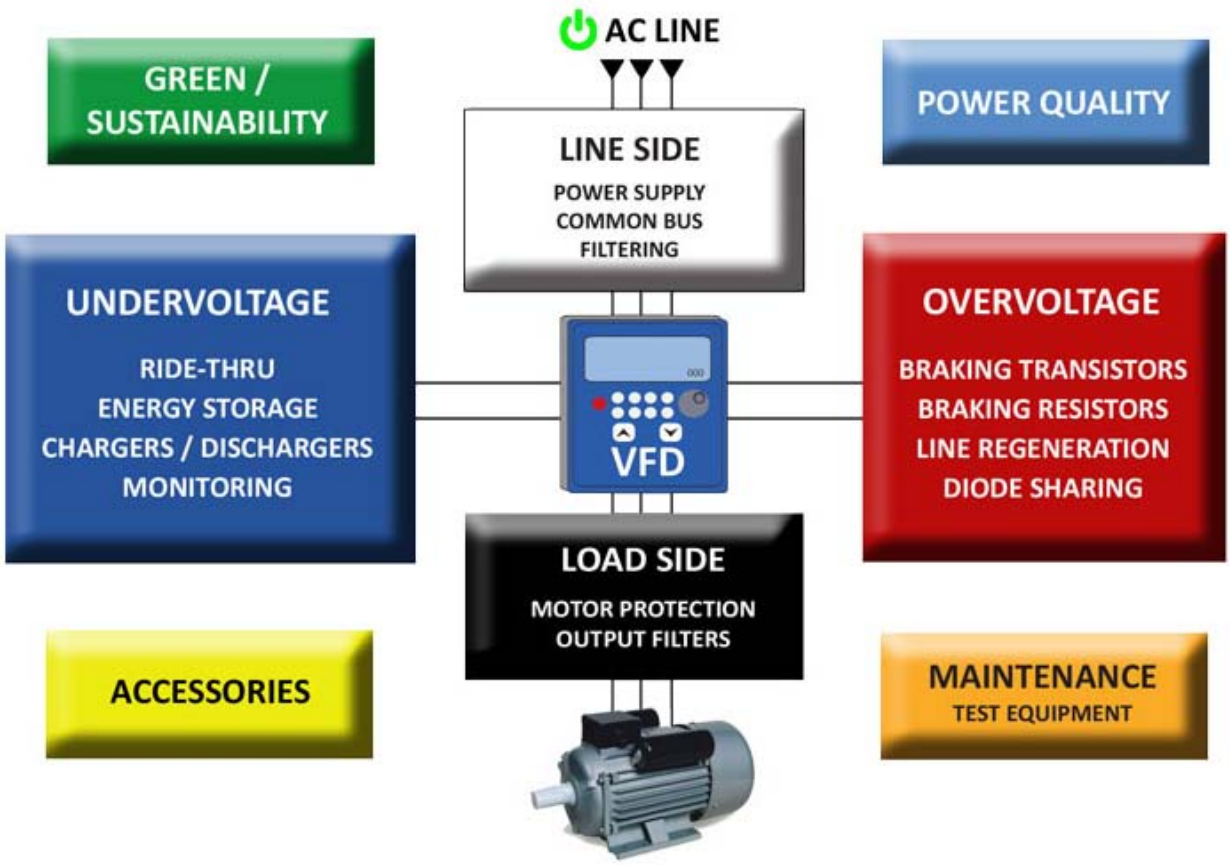 AC LINE
GREEN /
SUSTAINABILITY
POWER QUALITY
LINE SIDE
POWER SUPPLY
COMMON BUS
FILTERING
UNDERVOLTAGE
RIDE-THRU
ENERGY STORAGE
CHARGERS / DISCHARGERS
MONITORING
000
VFD
OVERVOLTAGE
BRAKING TRANSISTORS
BRAKING RESISTORS
LINE REGENERATION
DIODE SHARING
LOAD SIDE
MOTOR PROTECTION
OUTPUT FILTERS
ACCESSORIES
MAINTENANCE
TEST EQUIPMENT